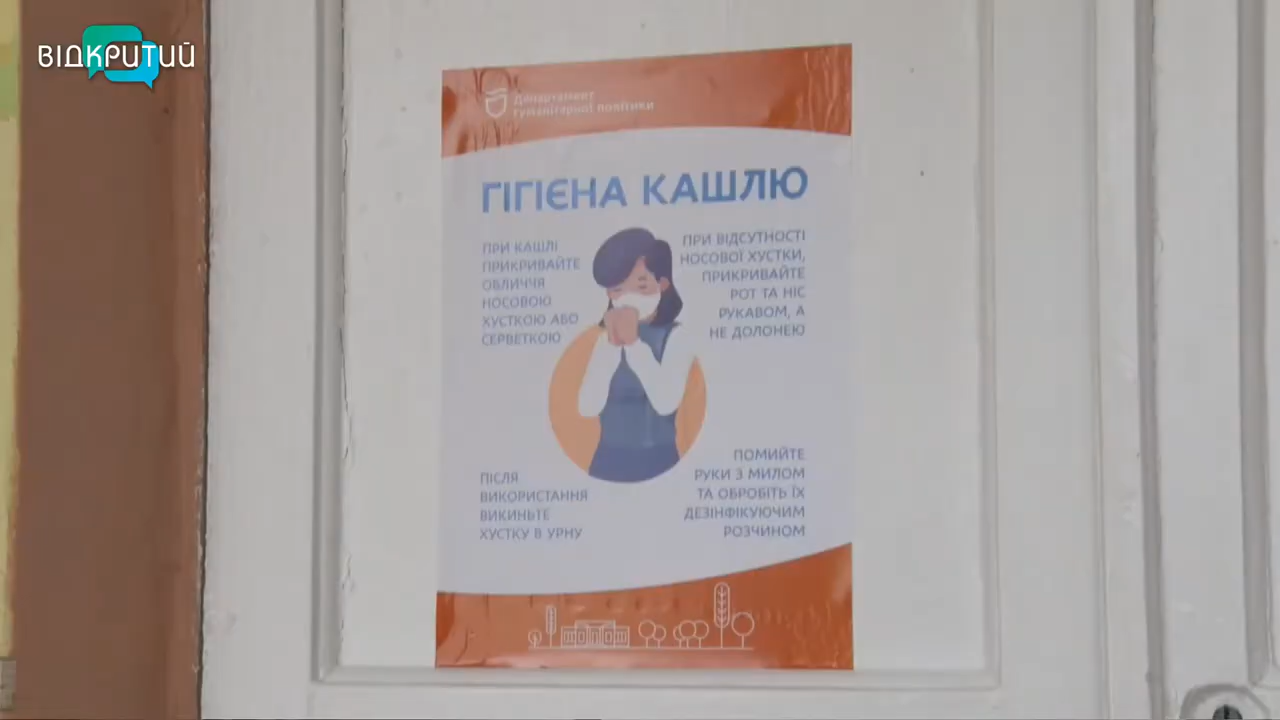 ВІДКРИТИЙ
Департамент
гуманітарної політики
ГІГІЄНА КАШЛЮ
ПРИ КАШЛІ
ПРИКРИВАЙТЕ
ОБЛИЧЧЯ
НОСОВОЮ
ХУСТКОЮ АБО
СЕРВЕТКОЮ
ПРИ ВІДСУТНОСТІ
НОСОВОЇ ХУСТКИ,
ПРИКРИВАЙТЕ
РОТ ТА НІС
РУКАВОМ, А
НЕ ДОЛОНЕЮ
ПІСЛЯ
ВИКОРИСТАННЯ
ВИКИНЬТЕ
ХУСТКУ В УРНУ
ПОМИЙТЕ
РУКИ З МИЛОМ
ТА ОБРОБІТЬ ЇХ
ДЕЗІНФІКУЮЧИМ
РОЗЧИНОМ